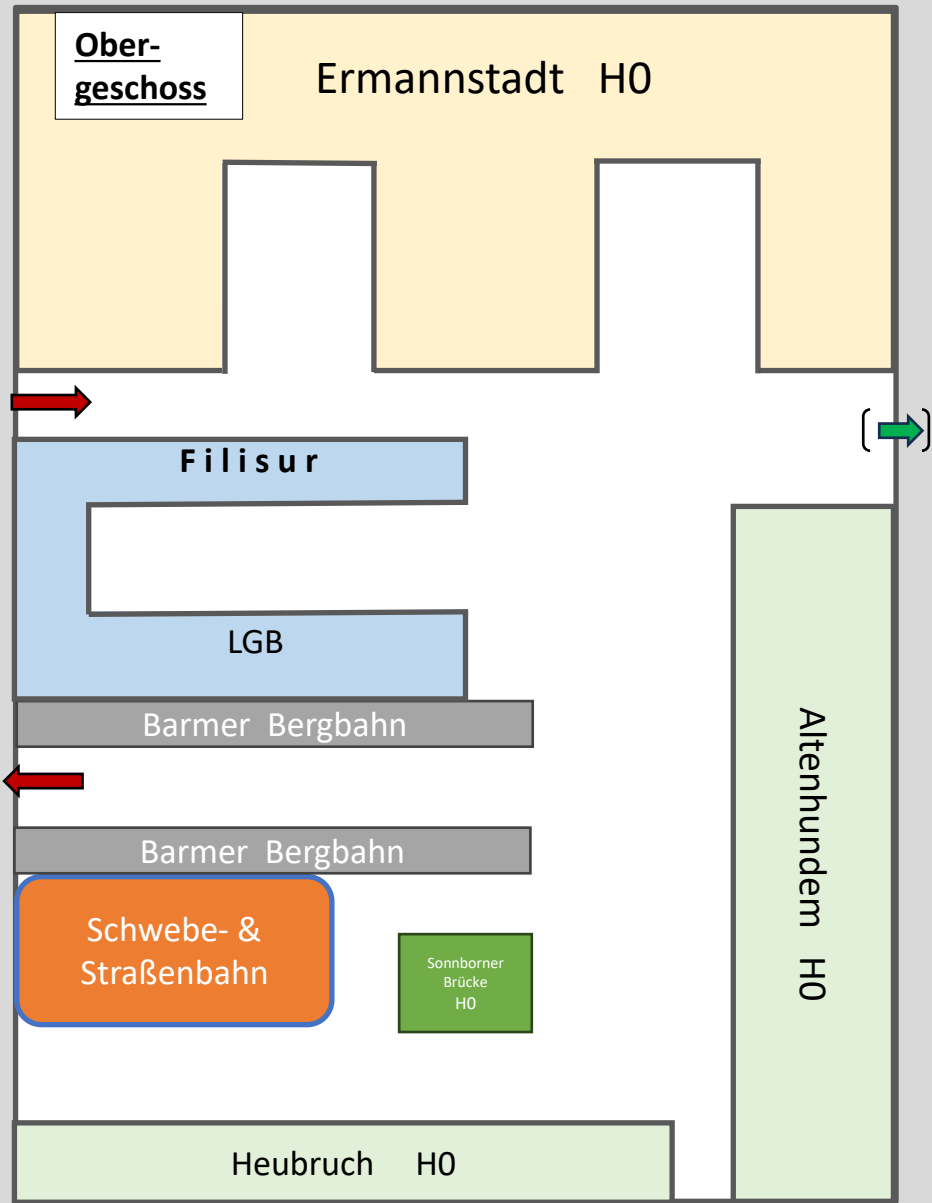 Ober-
geschoss
Ermannstadt H0
Filisur
LGB
Barmer Bergbahn
Barmer Bergbahn
Schwebe- &
Straßenbahn
Sonnborner
Brücke
H0
Altenhundem H0
Heubruch H0